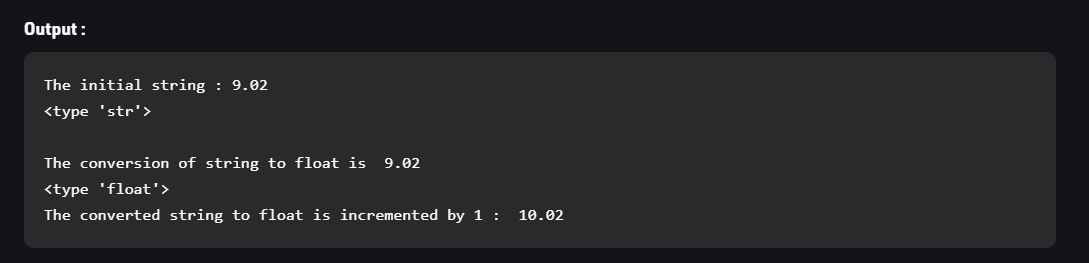 Output :
The initial string : 9.02
<type 'str'>
The conversion of string to float is  9.02
<type 'float'>
The converted string to float is incremented by 1 :  10.02